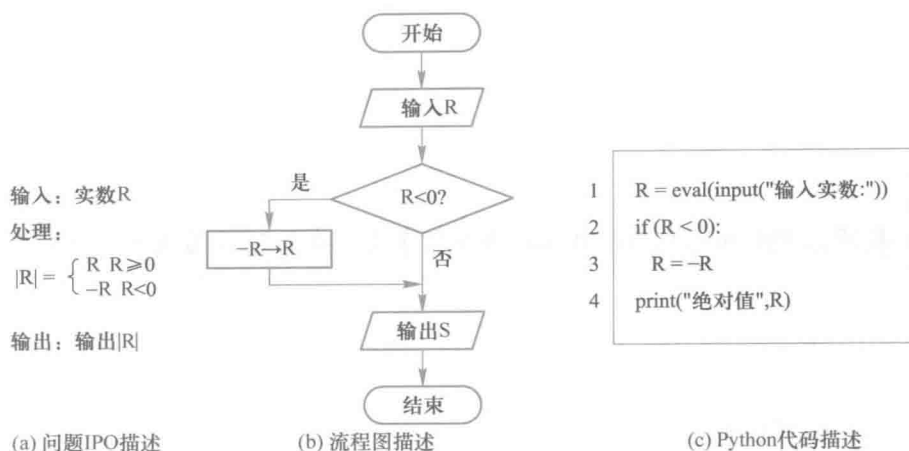 开始
输入R
R<0?
是
-R→R
否
输出S
结束
输入：实数R
处理：
|R| = { R R⩾0
-R R<0
输出：输出|R|
1 R = eval(input("输入实数:"))
2 if (R < 0):
3 R = -R
4 print("绝对值",R)
(a) 问题IPO描述
(b) 流程图描述
(c) Python代码描述